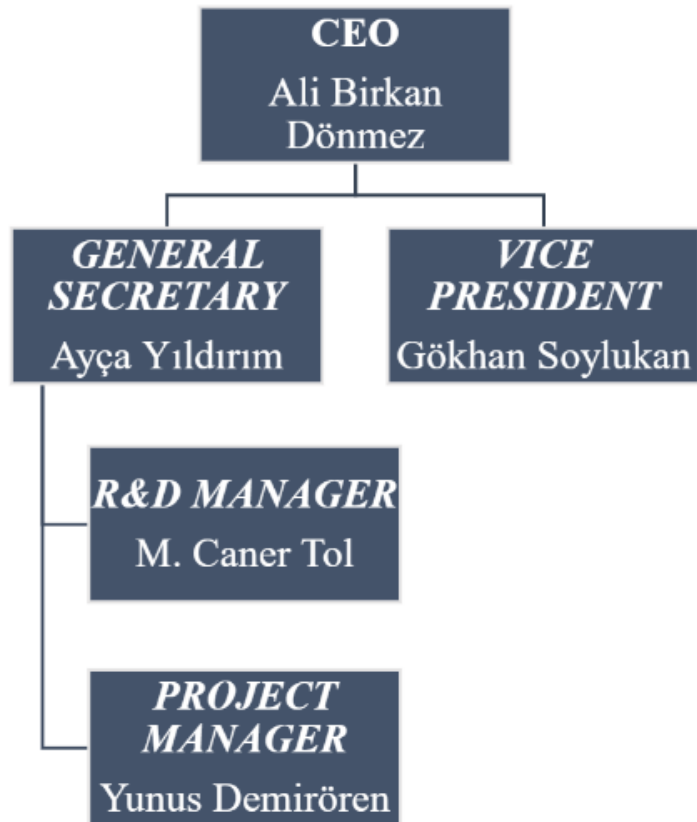 CEO
Ali Birkan
Dönmez
GENERAL
SECRETARY
Ayça Yıldırım
VICE
PRESIDENT
Gökhan Soylukan
R&D MANAGER
M. Caner Tol
PROJECT
MANAGER
Yunus Demirören